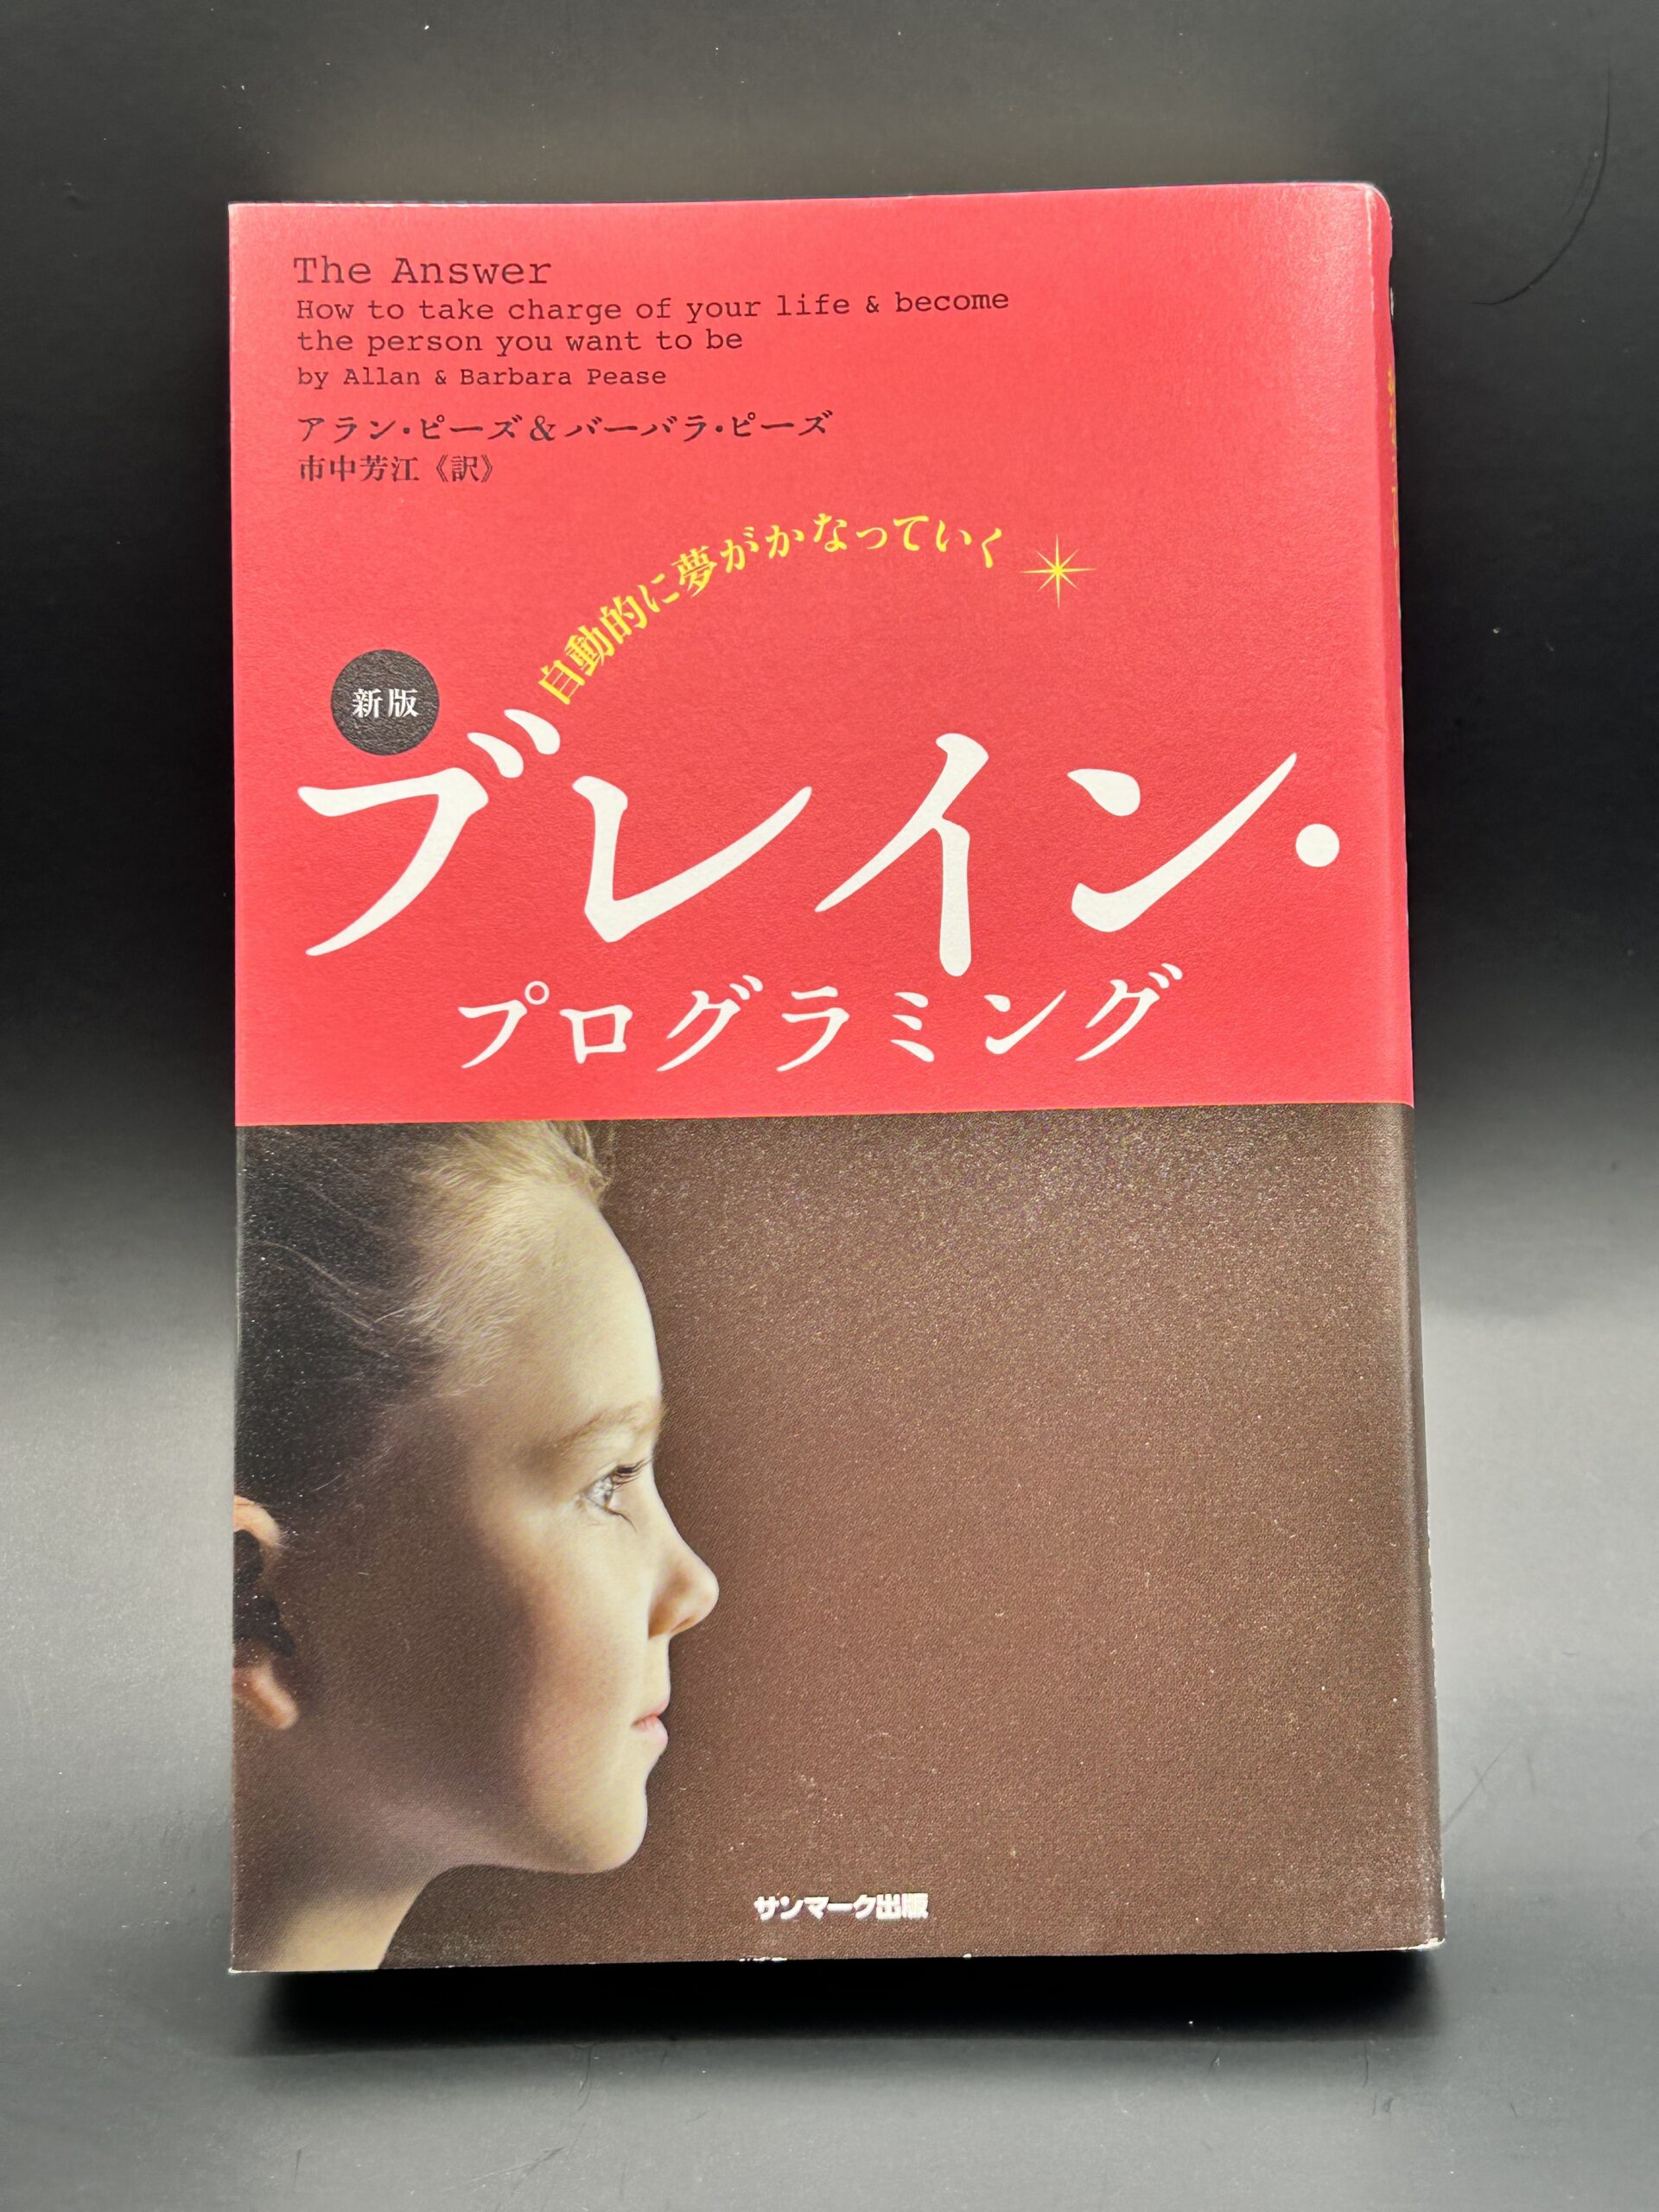 The Answer
How to take charge of your life & become
the person you want to be
by Allan & Barbara Pease
アラン・ピーズ&バーバラ・ピーズ
市中芳江《訳》
自動的に夢がかなっていく
新版
ブレイン・
プログラミング
サンマーク出版